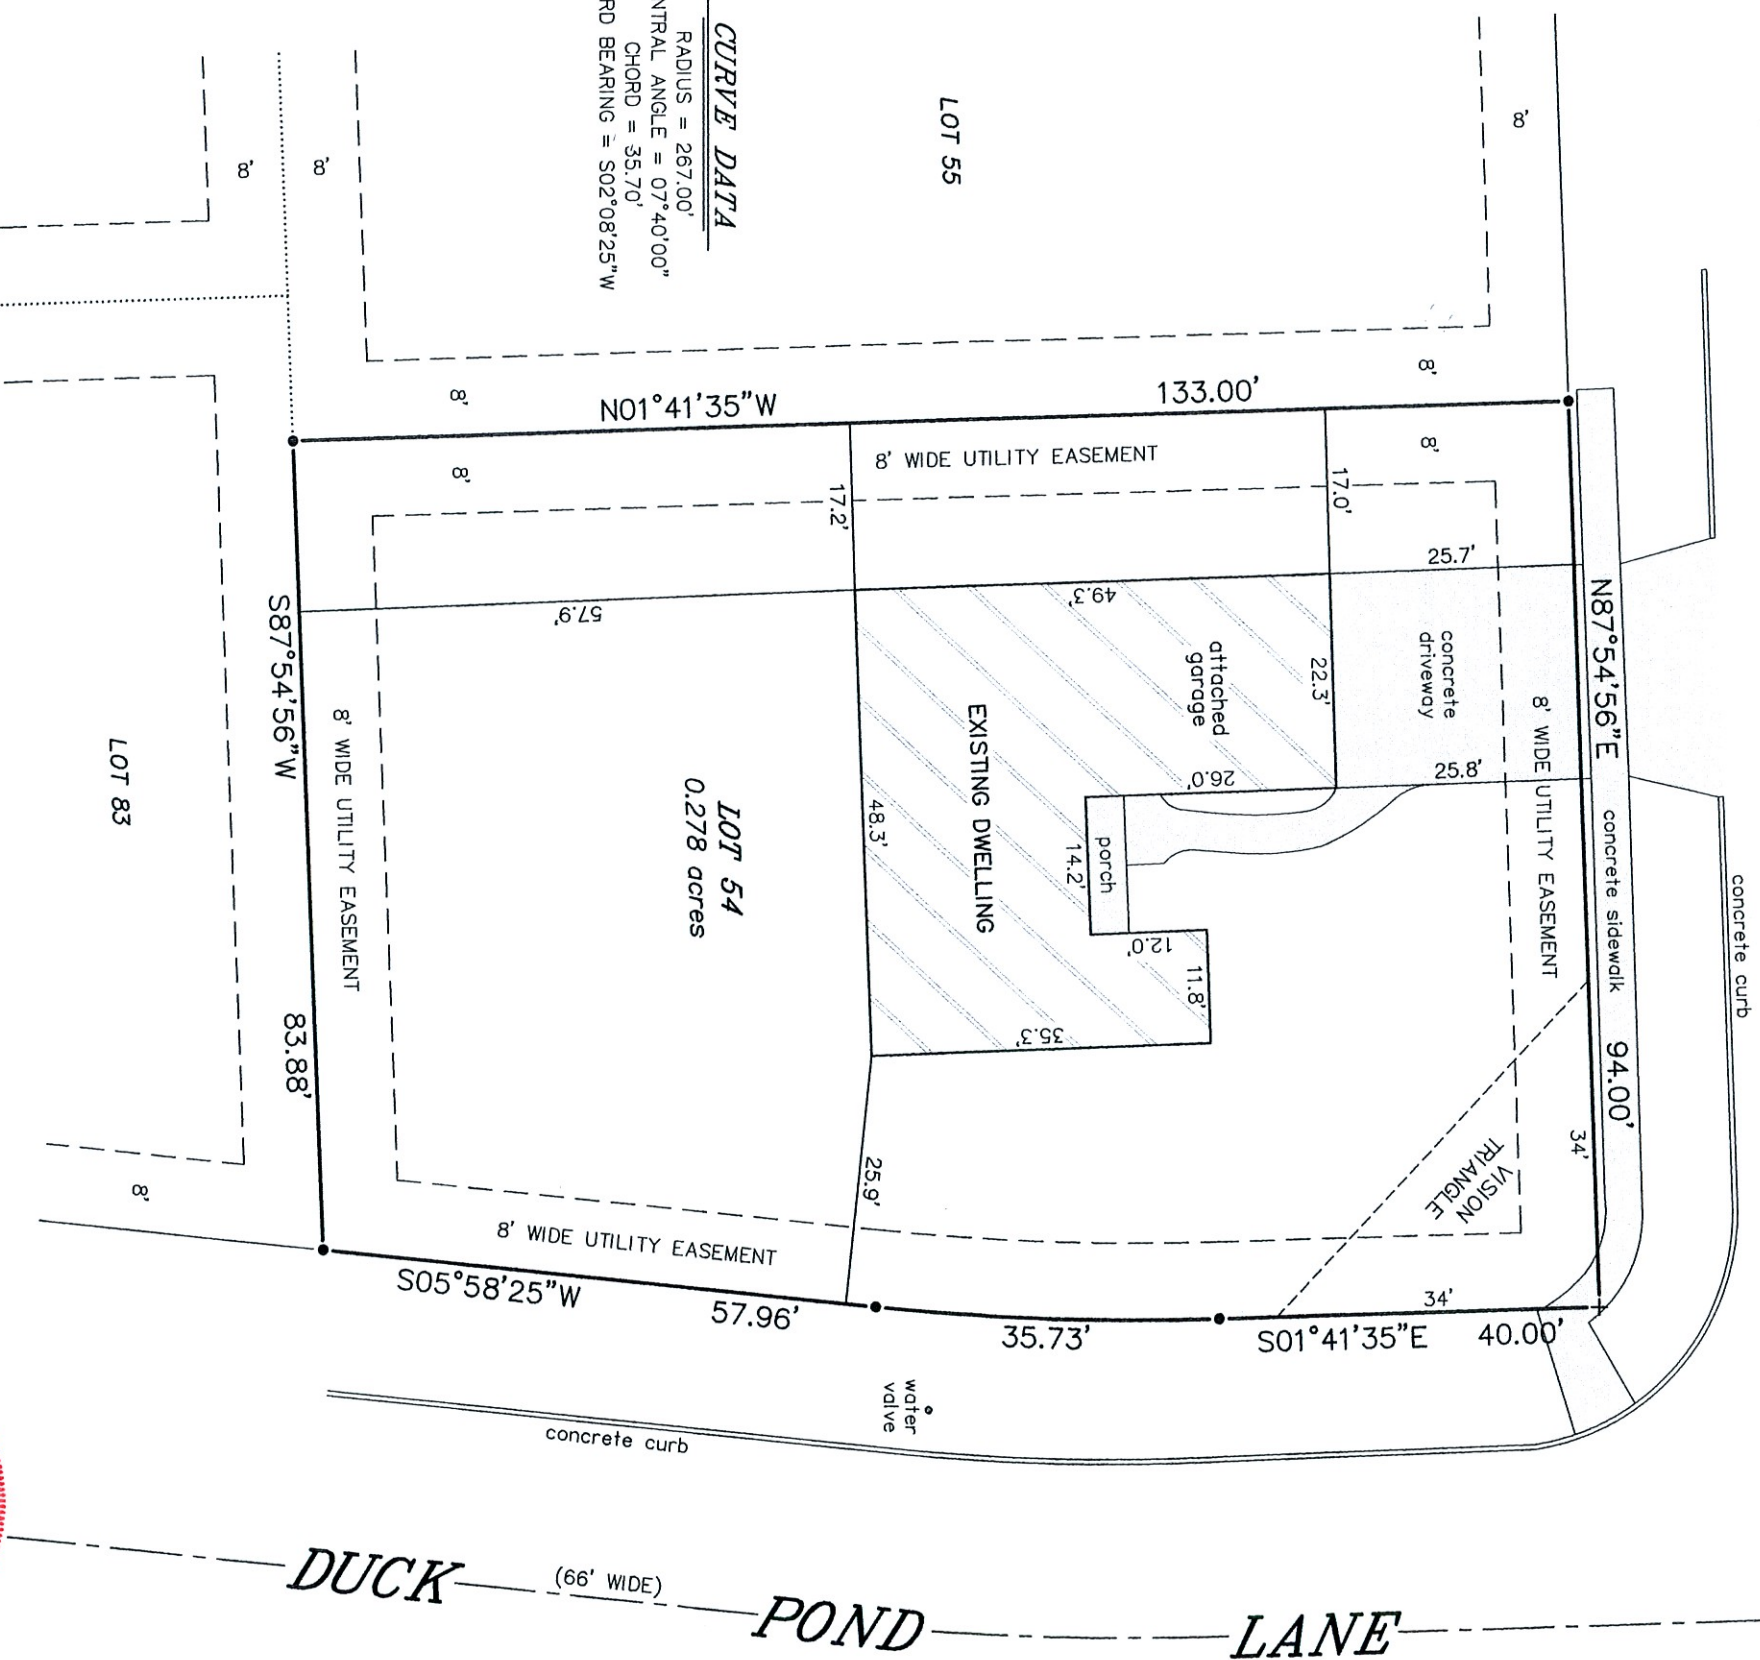 CURVE DATA
RADIUS = 267.00'
NTRAL ANGLE = 07°40'00"
CHORD = 35.70'
RD BEARING = S02°08'25"W
LOT 55
8'
8'
8'
8'
N01°41'35"W
133.00'
8'
8'
8' WIDE UTILITY EASEMENT
8'
8'
17.2'
17.0'
25.7'
57.9'
49.3'
22.3'
attached
garage
concrete
driveway
N87°54'56"E
94.00'
concrete sidewalk
S87°54'56"W
83.88'
8' WIDE UTILITY EASEMENT
8' WIDE UTILITY EASEMENT
LOT 83
LOT 54
0.278 acres
EXISTING DWELLING
48.3'
26.0'
25.8'
porch
14.2'
12.0'
11.8'
35.3'
concrete curb
25.9'
34'
VISION
TRIANGLE
34'
8'
8' WIDE UTILITY EASEMENT
S05°58'25"W
57.96'
35.73'
S01°41'35"E
40.00'
water
valve
concrete curb
DUCK POND LANE
(66' WIDE)